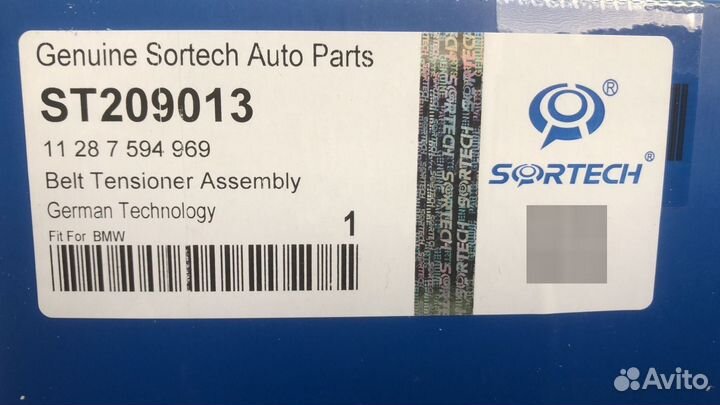 Genuine Sortech Auto Parts
ST209013
11 28 7 594 969
Belt Tensioner Assembly
German Technology
1
Fit For BMW
®
SORTECH®
SORTECH
Avito